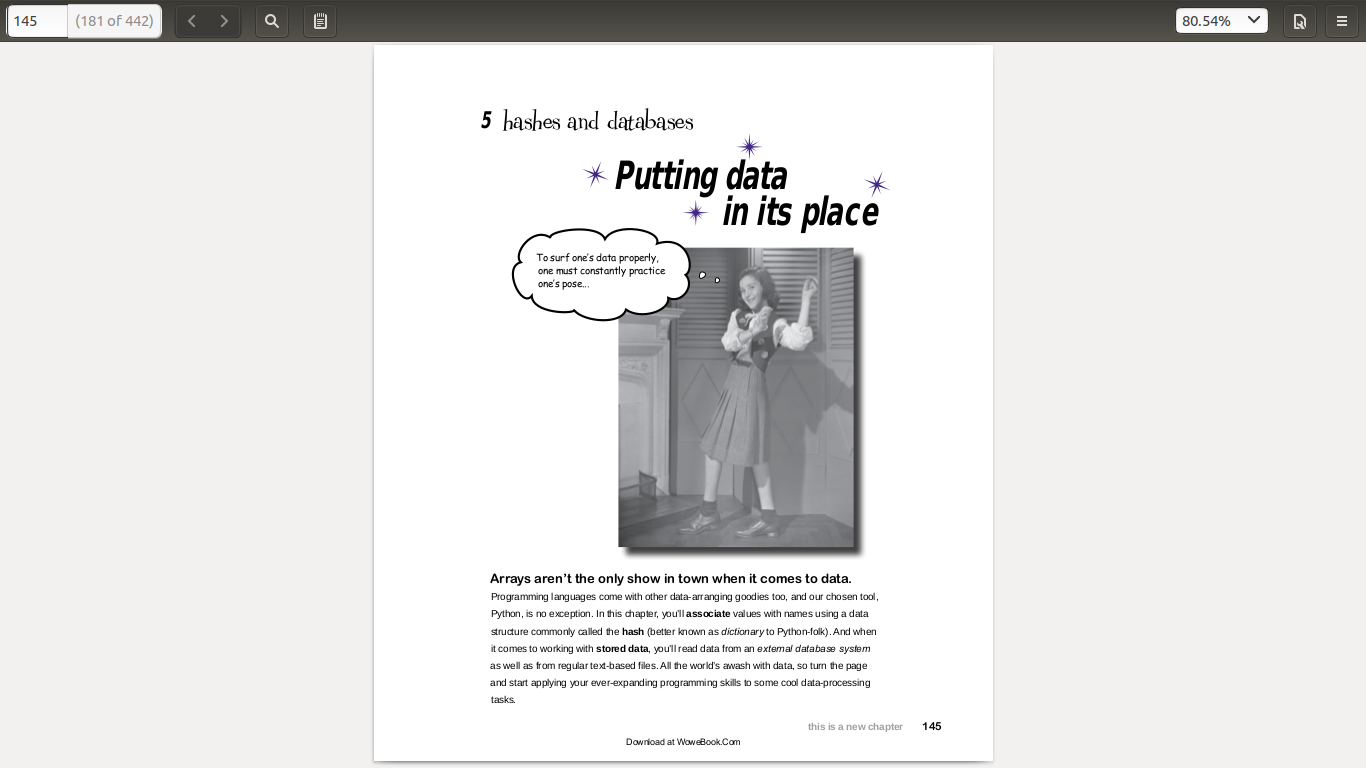 145
(181 of 442)
80.54%
5 hashes and databases
Putting data
in its place
To surf one's data properly,
one must constantly practice
one's pose...
Arrays aren't the only show in town when it comes to data.
Programming languages come with other data-arranging goodies too, and our chosen tool,
Python, is no exception. In this chapter, you'll associate values with names using a data
structure commonly called the hash (better known as dictionary to Python-folk). And when
it comes to working with stored data, you'll read data from an external database system
as well as from regular text-based files. All the world's awash with data, so turn the page
and start applying your ever-expanding programming skills to some cool data-processing
tasks.
this is a new chapter 145
Download at WoweBook.Com